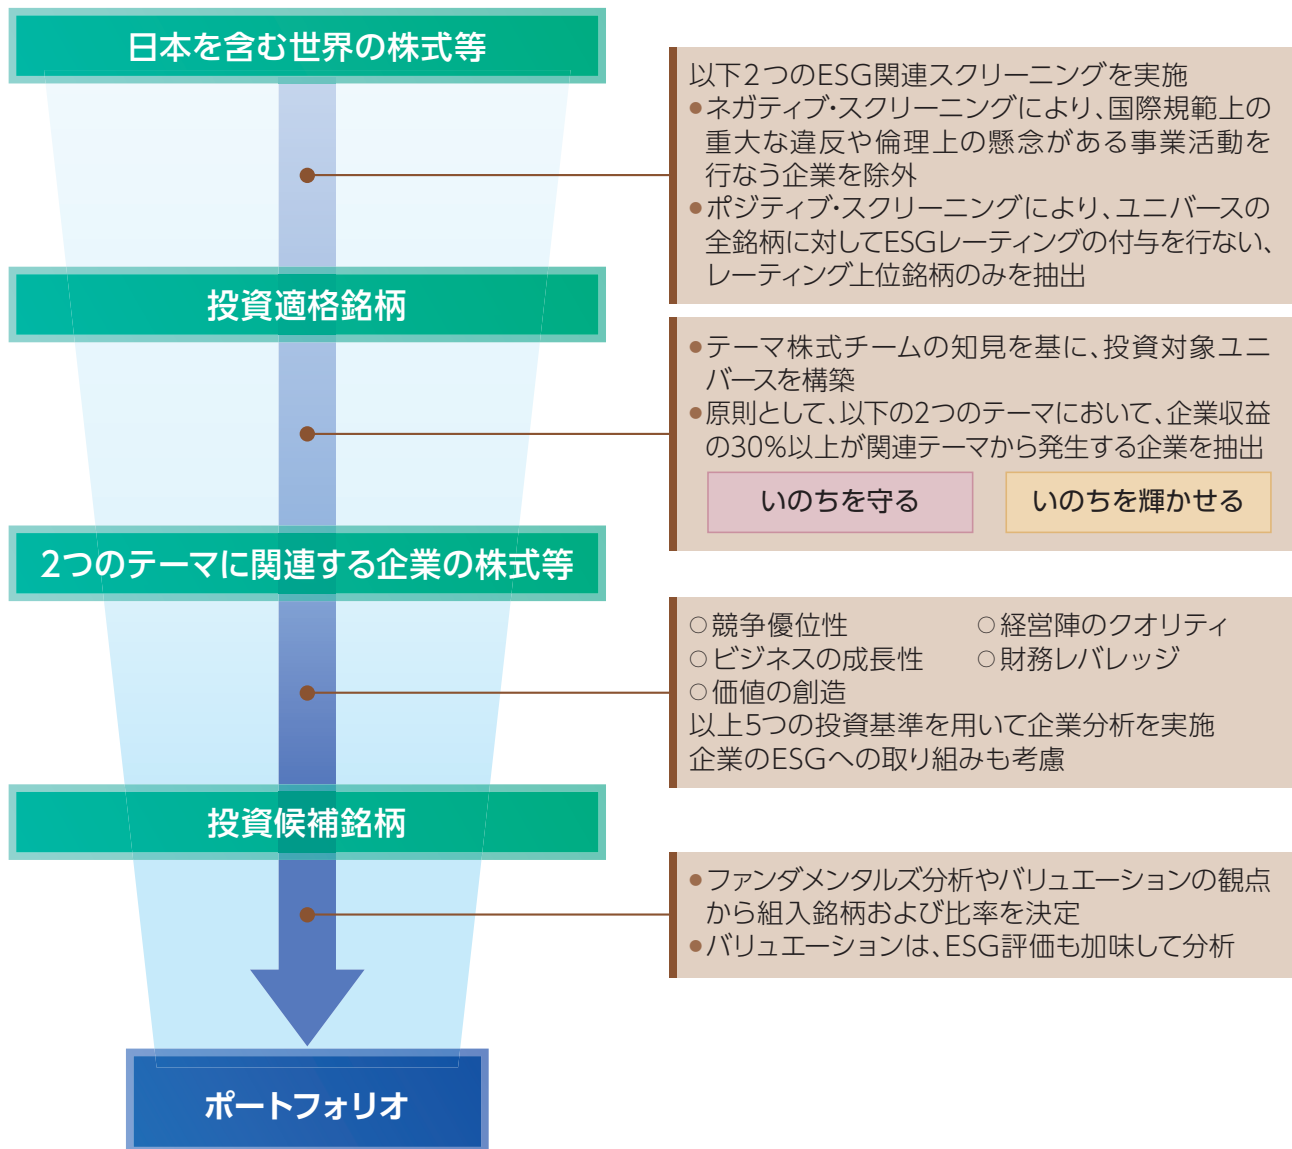 日本を含む世界の株式等
以下2つのESG関連スクリーニングを実施
●ネガティブ・スクリーニングにより、国際規範上の
重大な違反や倫理上の懸念がある事業活動を
行なう企業を除外
●ポジティブ・スクリーニングにより、ユニバースの
全銘柄に対してESGレーティングの付与を行ない、
レーティング上位銘柄のみを抽出
投資適格銘柄
●テーマ株式チームの知見を基に、投資対象ユニ
バースを構築
●原則として、以下の2つのテーマにおいて、企業収益
の30%以上が関連テーマから発生する企業を抽出
いのちを守る
いのちを輝かせる
2つのテーマに関連する企業の株式等
○競争優位性 ○経営陣のクオリティ
○ビジネスの成長性 ○財務レバレッジ
○価値の創造
以上5つの投資基準を用いて企業分析を実施
企業のESGへの取り組みも考慮
投資候補銘柄
●ファンダメンタルズ分析やバリュエーションの観点
から組入銘柄および比率を決定
●バリュエーションは、ESG評価も加味して分析
ポートフォリオ